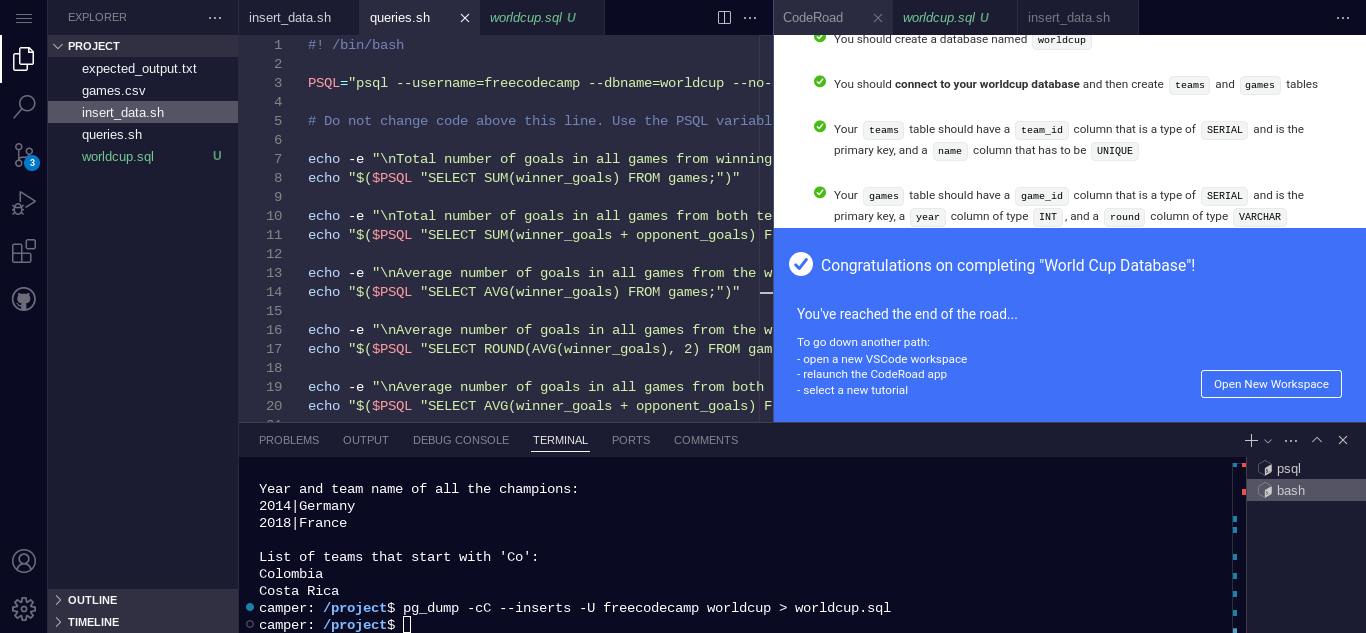 EXPLORER
PROJECT
expected_output.txt
games.csv
insert_data.sh
queries.sh
worldcup.sql U
3
OUTLINE
TIMELINE
insert_data.sh queries.sh worldcup.sql U
1 #! /bin/bash
2
3 PSQL="psql --username=freecodecamp --dbname=worldcup --no-
4
5 # Do not change code above this line. Use the PSQL variabl
6
7 echo -e "\nTotal number of goals in all games from winning
8 echo "$($PSQL "SELECT SUM(winner_goals) FROM games;")"
9
10 echo -e "\nTotal number of goals in all games from both te
11 echo "$($PSQL "SELECT SUM(winner_goals + opponent_goals) F
12
13 echo -e "\nAverage number of goals in all games from the w
14 echo "$($PSQL "SELECT AVG(winner_goals) FROM games;")"
15
16 echo -e "\nAverage number of goals in all games from the w
17 echo "$($PSQL "SELECT ROUND(AVG(winner_goals), 2) FROM gam
18
19 echo -e "\nAverage number of goals in all games from both
20 echo "$($PSQL "SELECT AVG(winner_goals + opponent_goals) F
CodeRoad worldcup.sql U insert_data.sh
You should create a database named worldcup
You should connect to your worldcup database and then create teams and games tables
Your teams table should have a team_id column that is a type of SERIAL and is the
primary key, and a name column that has to be UNIQUE
Your games table should have a game_id column that is a type of SERIAL and is the
primary key, a year column of type INT , and a round column of type VARCHAR
Congratulations on completing "World Cup Database"!
You've reached the end of the road...
To go down another path:
- open a new VSCode workspace
- relaunch the CodeRoad app
- select a new tutorial
Open New Workspace
PROBLEMS OUTPUT DEBUG CONSOLE TERMINAL PORTS COMMENTS
Year and team name of all the champions:
2014|Germany
2018|France
List of teams that start with 'Co':
Colombia
Costa Rica
camper: /project$ pg_dump -cC --inserts -U freecodecamp worldcup > worldcup.sql
camper: /project$
psql
bash